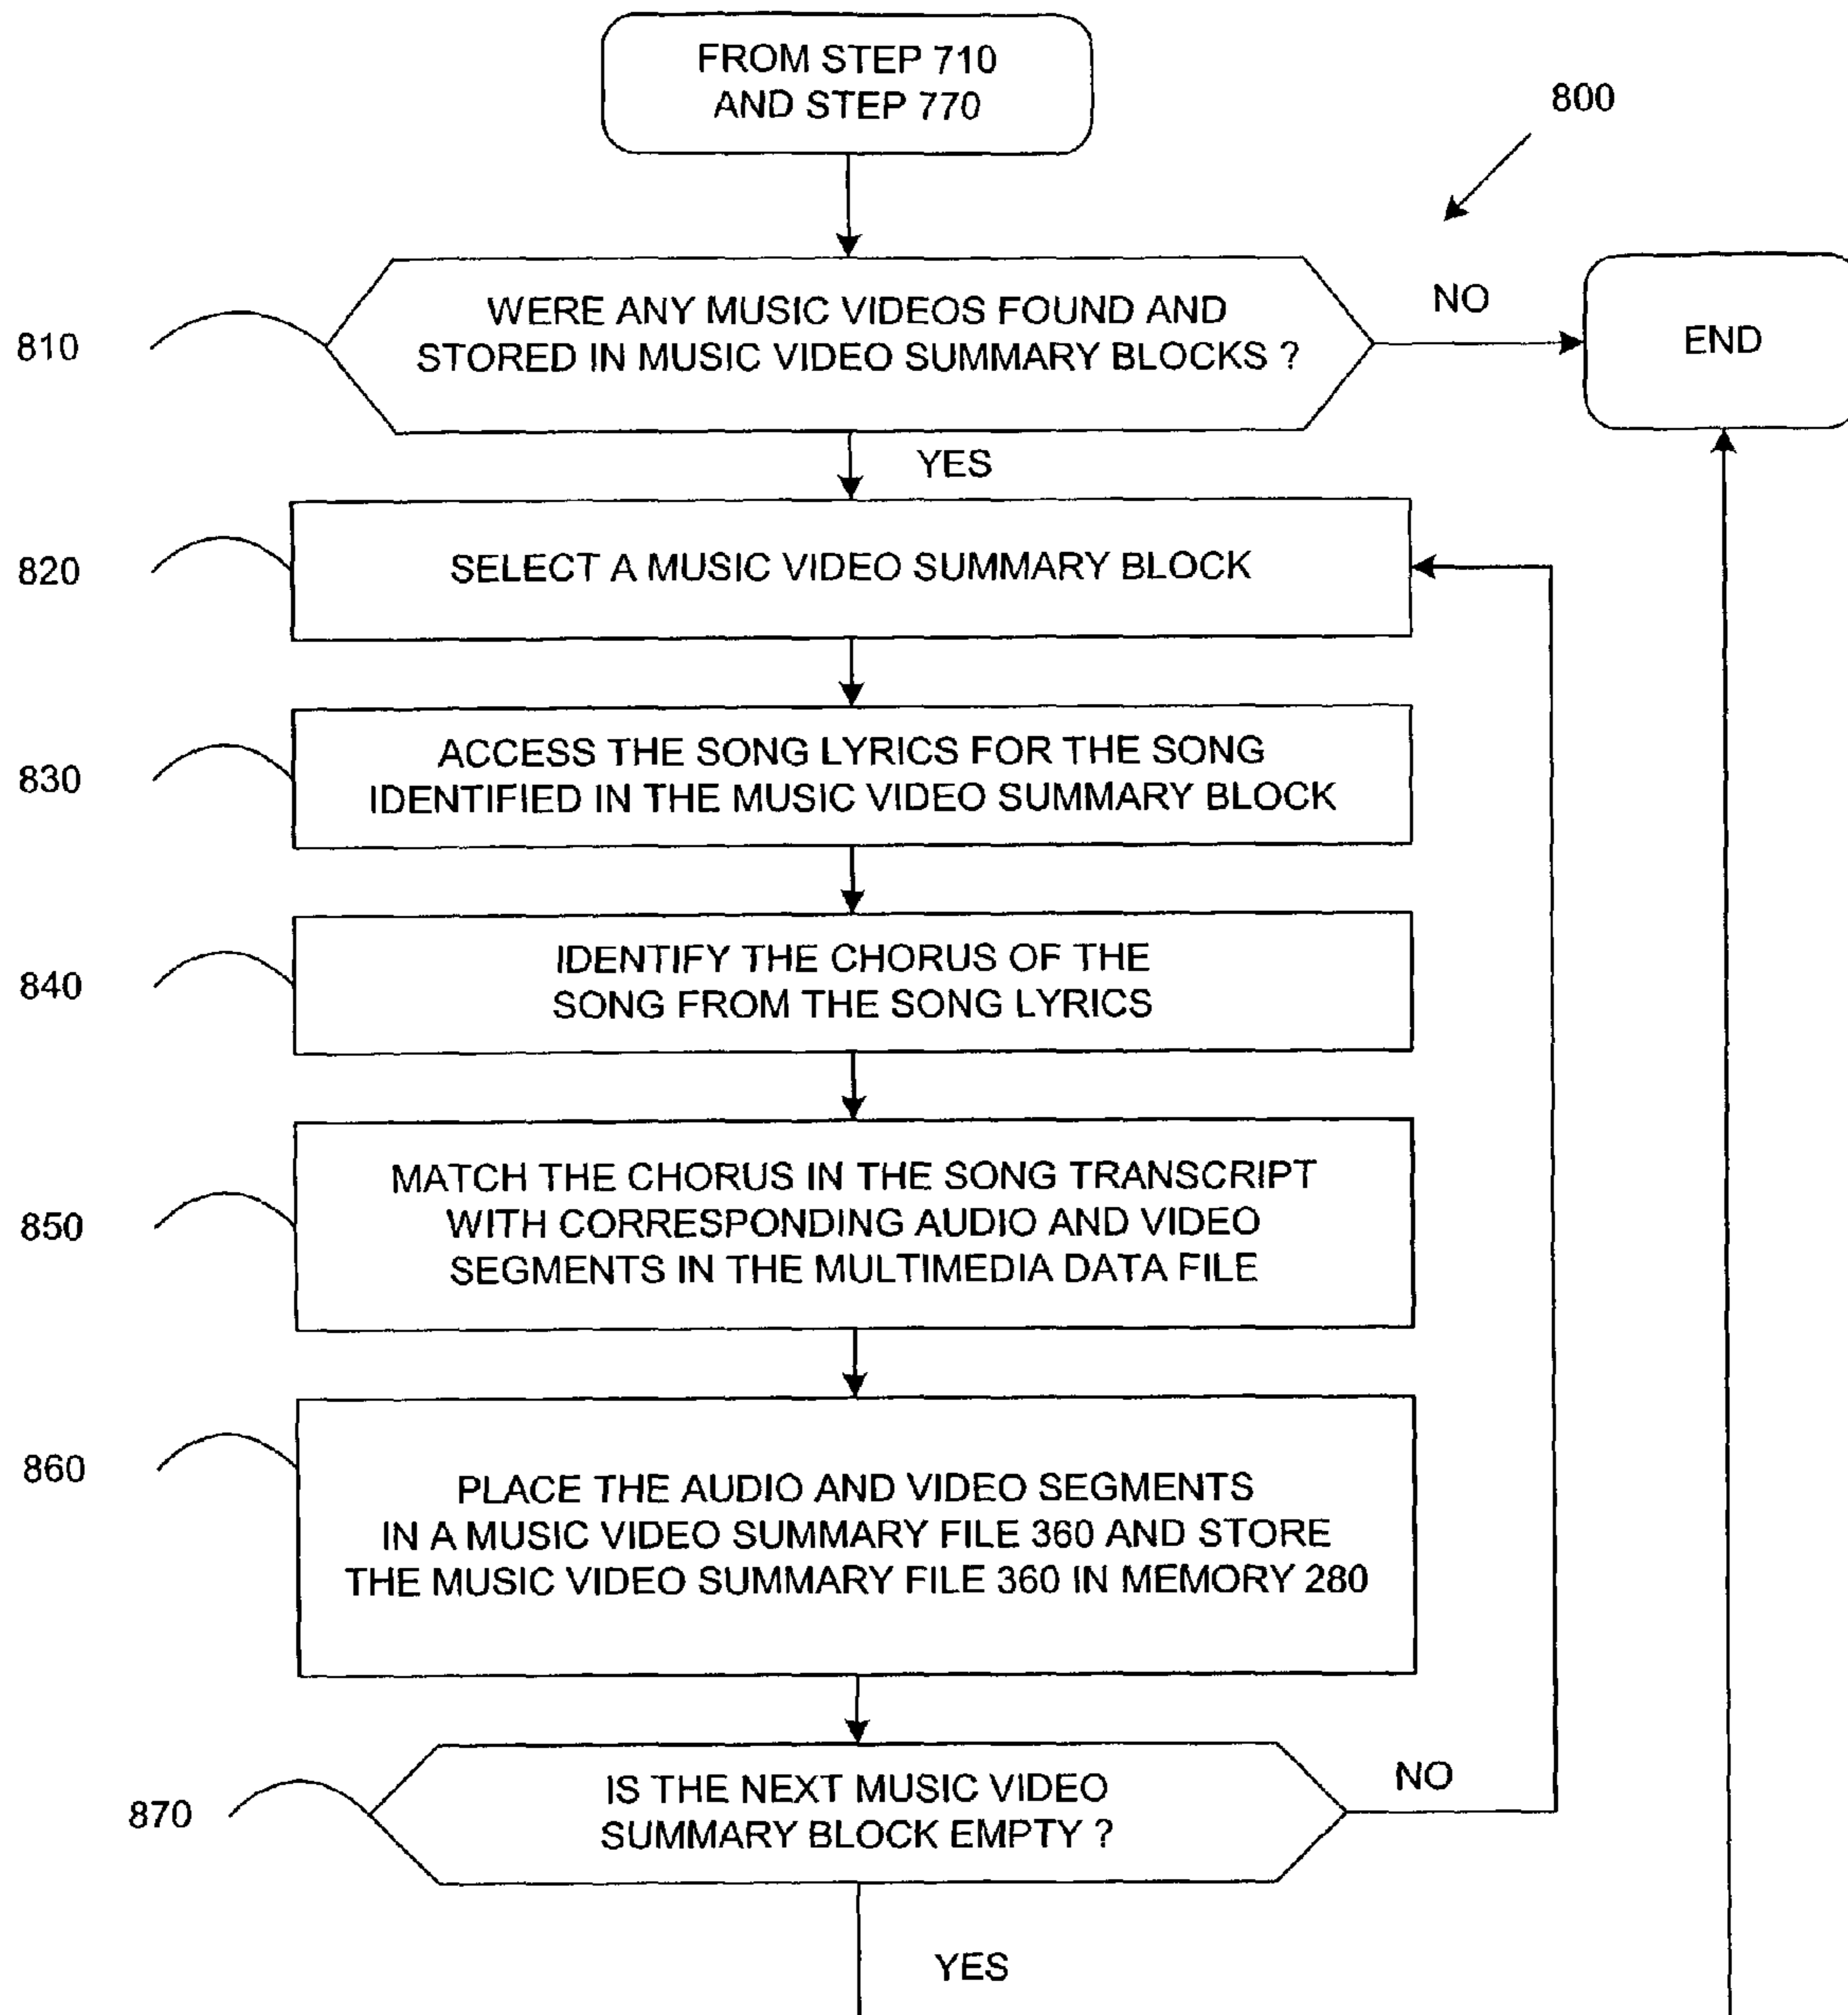 FROM STEP 710
AND STEP 770
800
810
WERE ANY MUSIC VIDEOS FOUND AND
STORED IN MUSIC VIDEO SUMMARY BLOCKS ?
NO
END
YES
820
SELECT A MUSIC VIDEO SUMMARY BLOCK
830
ACCESS THE SONG LYRICS FOR THE SONG
IDENTIFIED IN THE MUSIC VIDEO SUMMARY BLOCK
840
IDENTIFY THE CHORUS OF THE
SONG FROM THE SONG LYRICS
850
MATCH THE CHORUS IN THE SONG TRANSCRIPT
WITH CORRESPONDING AUDIO AND VIDEO
SEGMENTS IN THE MULTIMEDIA DATA FILE
860
PLACE THE AUDIO AND VIDEO SEGMENTS
IN A MUSIC VIDEO SUMMARY FILE 360 AND STORE
THE MUSIC VIDEO SUMMARY FILE 360 IN MEMORY 280
870
IS THE NEXT MUSIC VIDEO
SUMMARY BLOCK EMPTY ?
NO
YES